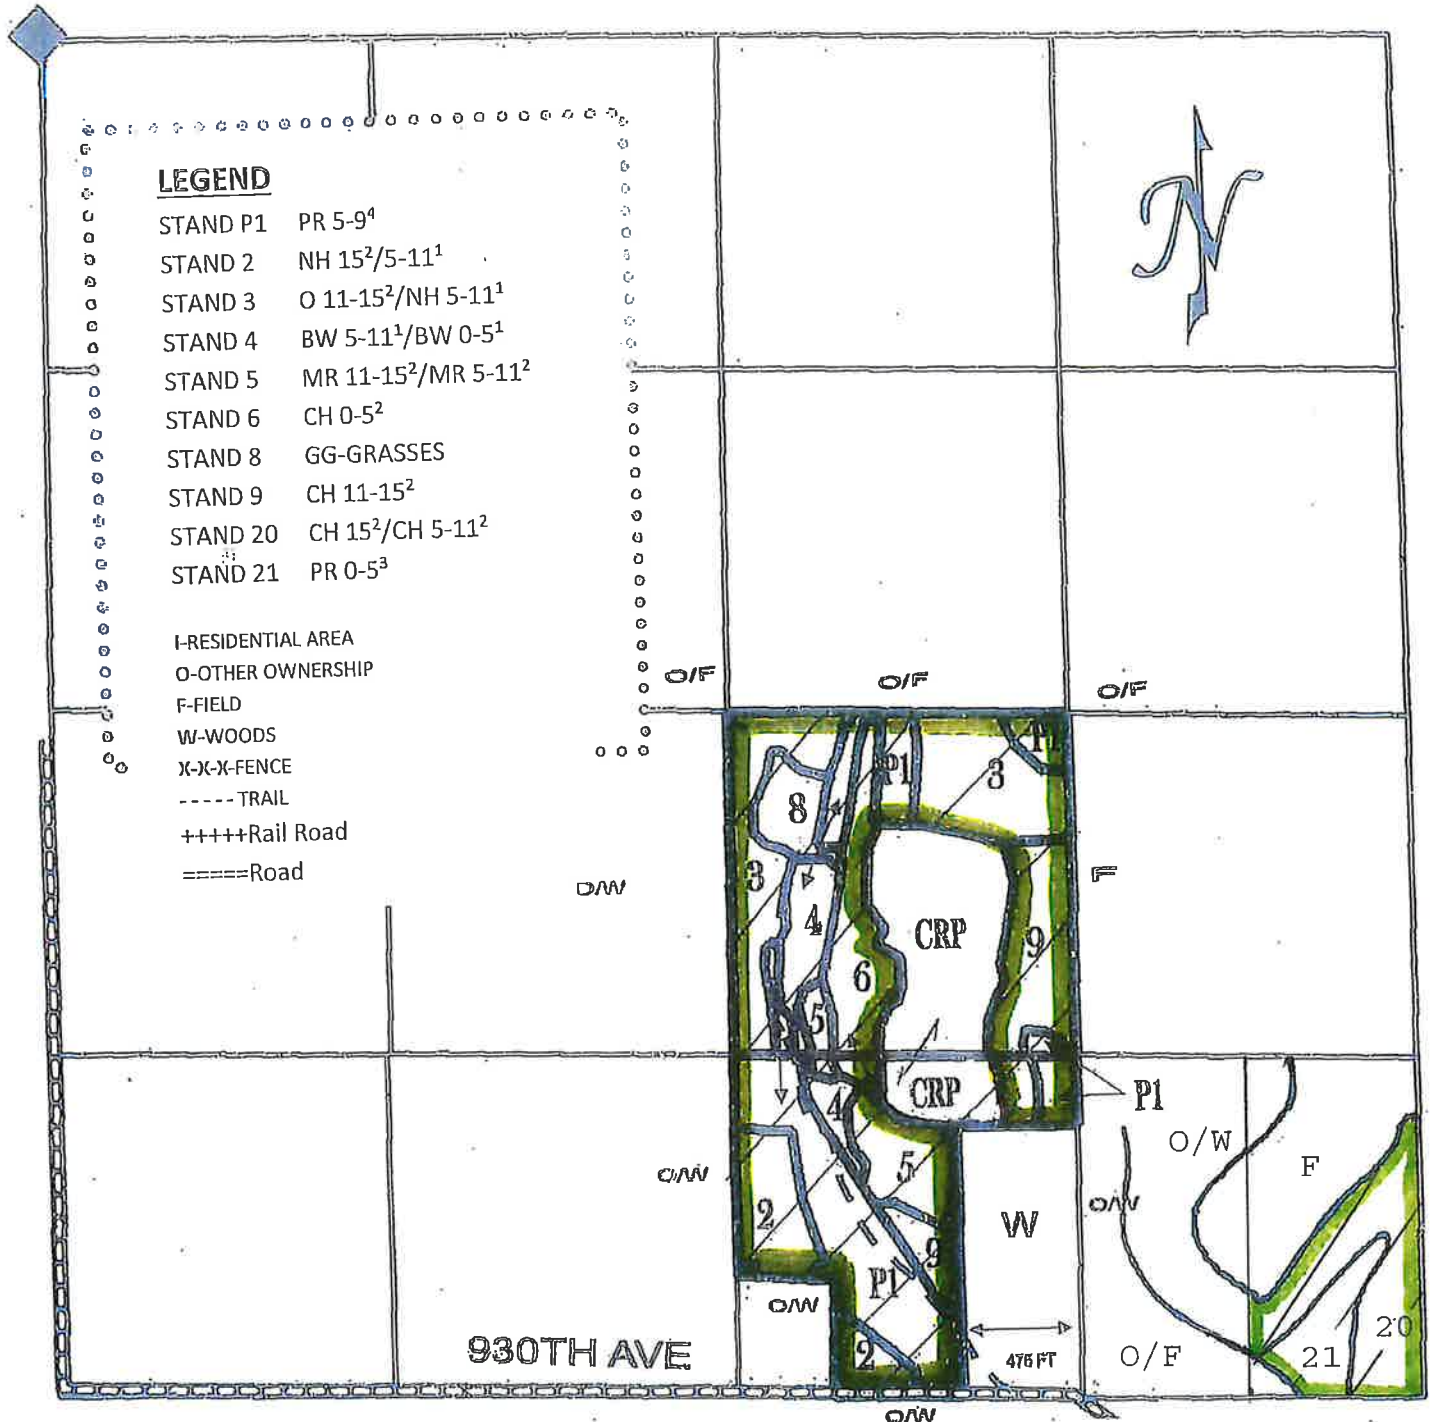 N
LEGEND
STAND P1 PR 5-9⁴
STAND 2 NH 15²/5-11¹
STAND 3 O 11-15²/NH 5-11¹
STAND 4 BW 5-11¹/BW 0-5¹
STAND 5 MR 11-15²/MR 5-11²
STAND 6 CH 0-5²
STAND 8 GG-GRASSES
STAND 9 CH 11-15²
STAND 20 CH 15²/CH 5-11²
STAND 21 PR 0-5³
I-RESIDENTIAL AREA
O-OTHER OWNERSHIP
F-FIELD
W-WOODS
X-X-X-FENCE
-----TRAIL
+++++Rail Road
=====Road
O/F
O/F
O/F
P1
3
8
3
F
O/W
4
CRP
9
6
5
CRP
P1
4
O/W
F
O/W
5
O/W
2
W
9
P1
O/W
930TH AVE
2
476 FT
O/F
21
20
O/W